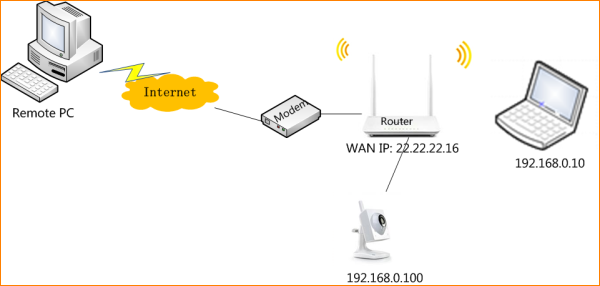 Internet
Modem
Router
Remote PC
WAN IP: 22.22.22.16
192.168.0.10
192.168.0.100